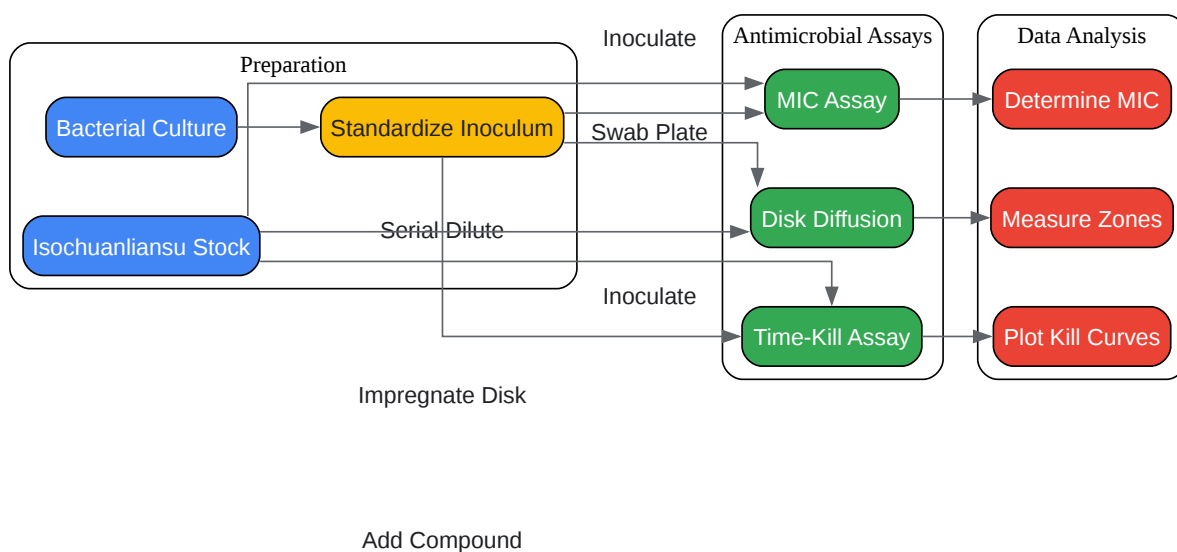 Inoculate
Antimicrobial Assays
Data Analysis
Preparation
MIC Assay
Determine MIC
Bacterial Culture
Standardize Inoculum
Swab Plate
Disk Diffusion
Measure Zones
Isochuanliansu Stock
Serial Dilute
Inoculate
Time-Kill Assay
Plot Kill Curves
Impregnate Disk
Add Compound